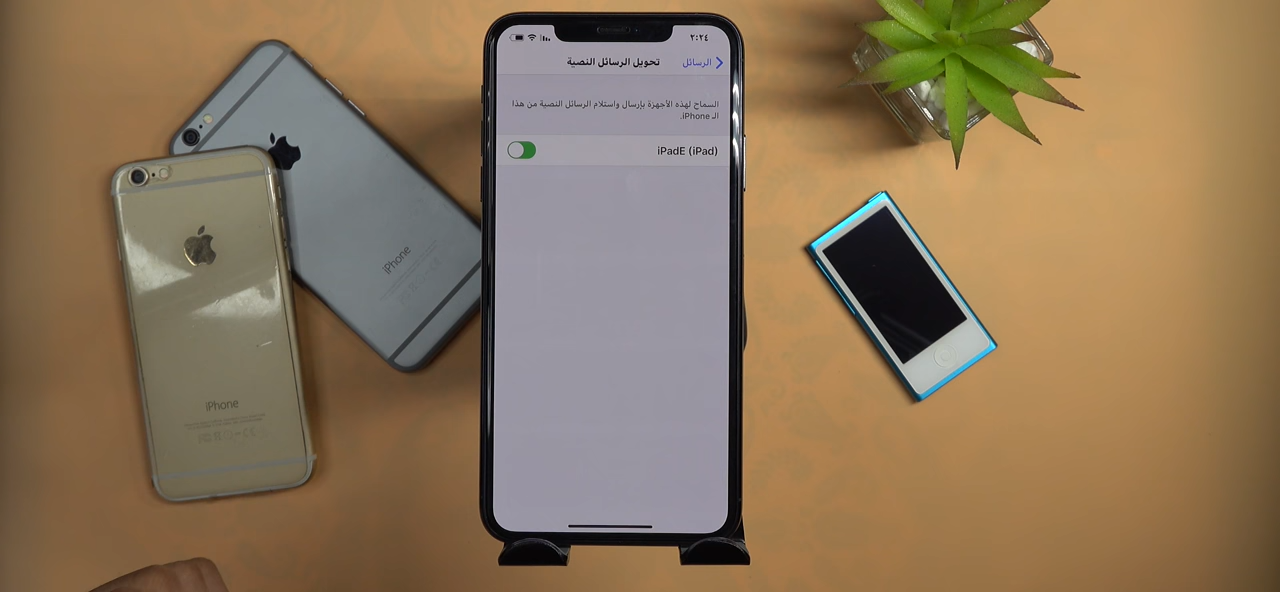 ٢:٢٤
الرسائل
تحويل الرسائل النصية
السماح لهذه الأجهزة بإرسال واستلام الرسائل النصية من هذا
الـ iPhone.
iPadE (iPad)
iPhone
iPhone